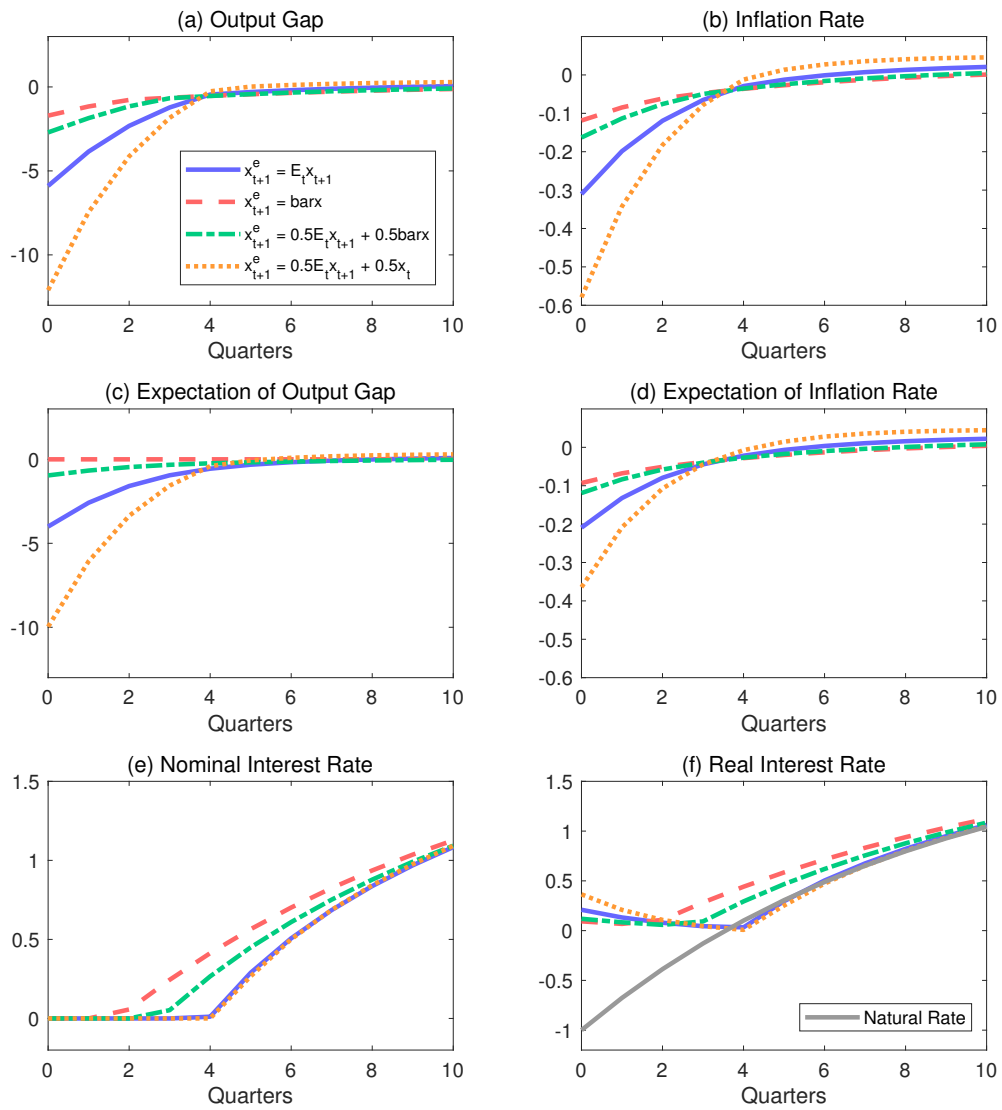 (a) Output Gap
0
-5
-10
0 2 4 6 8 10
Quarters
x^e_{t+1} = E_t x_{t+1}
x^e_{t+1} = barx
x^e_{t+1} = 0.5E_t x_{t+1} + 0.5barx
x^e_{t+1} = 0.5E_t x_{t+1} + 0.5x_t
(b) Inflation Rate
0
-0.1
-0.2
-0.3
-0.4
-0.5
-0.6
0 2 4 6 8 10
Quarters
(c) Expectation of Output Gap
0
-5
-10
0 2 4 6 8 10
Quarters
(d) Expectation of Inflation Rate
0
-0.1
-0.2
-0.3
-0.4
-0.5
-0.6
0 2 4 6 8 10
Quarters
(e) Nominal Interest Rate
1.5
1
0.5
0
0 2 4 6 8 10
Quarters
(f) Real Interest Rate
1.5
1
0.5
0
-0.5
-1
0 2 4 6 8 10
Quarters
Natural Rate